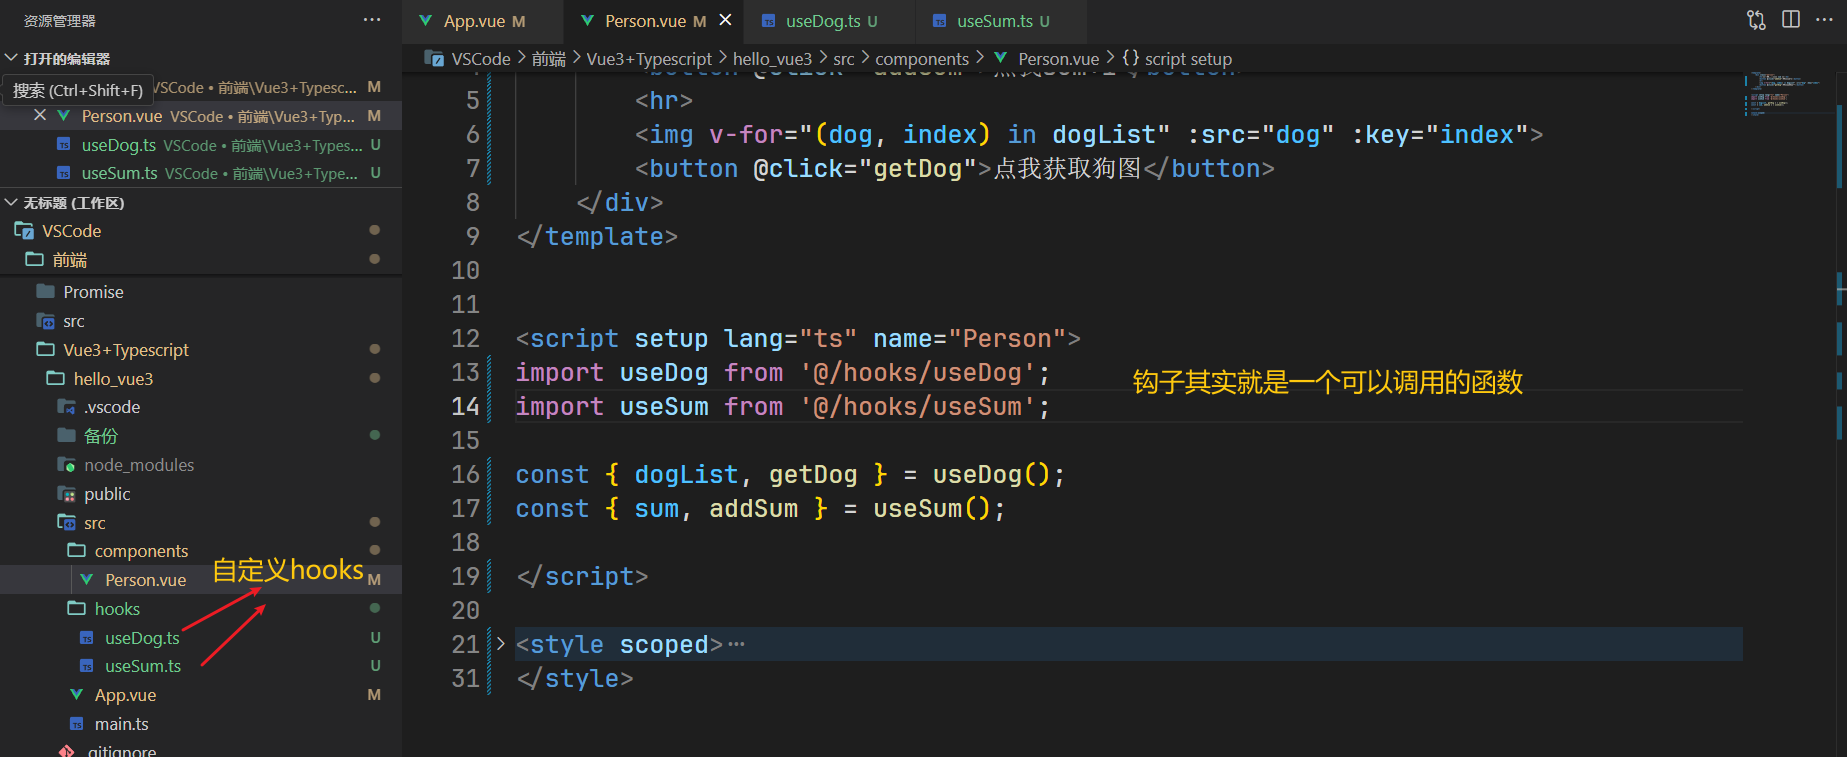 资源管理器 ···
打开的编辑器
搜索 (Ctrl+Shift+F) VSCode • 前端\Vue3+Typesc... M
Person.vue VSCode • 前端\Vue3+Ty... M
useDog.ts VSCode • 前端\Vue3+Types... U
useSum.ts VSCode • 前端\Vue3+Type... U
无标题 (工作区)
VSCode
前端
Promise
src
Vue3+Typescript
hello_vue3
.vscode
备份
node_modules
public
src
components
Person.vue M
自定义hooks
hooks
useDog.ts U
useSum.ts U
App.vue M
main.ts
.gitignore
App.vue M Person.vue M useDog.ts U useSum.ts U
VSCode > 前端 > Vue3+Typescript > hello_vue3 > src > components > Person.vue > {} script setup
5 <hr>
6 <img v-for="(dog, index) in dogList" :src="dog" :key="index">
7 <button @click="getDog">点我获取狗图</button>
8 </div>
9 </template>
10
11
12 <script setup lang="ts" name="Person">
13 import useDog from '@/hooks/useDog';
14 import useSum from '@/hooks/useSum';
钩子其实就是一个可以调用的函数
15
16 const { dogList, getDog } = useDog();
17 const { sum, addSum } = useSum();
18
19 </script>
20
21 <style scoped>···
31 </style>